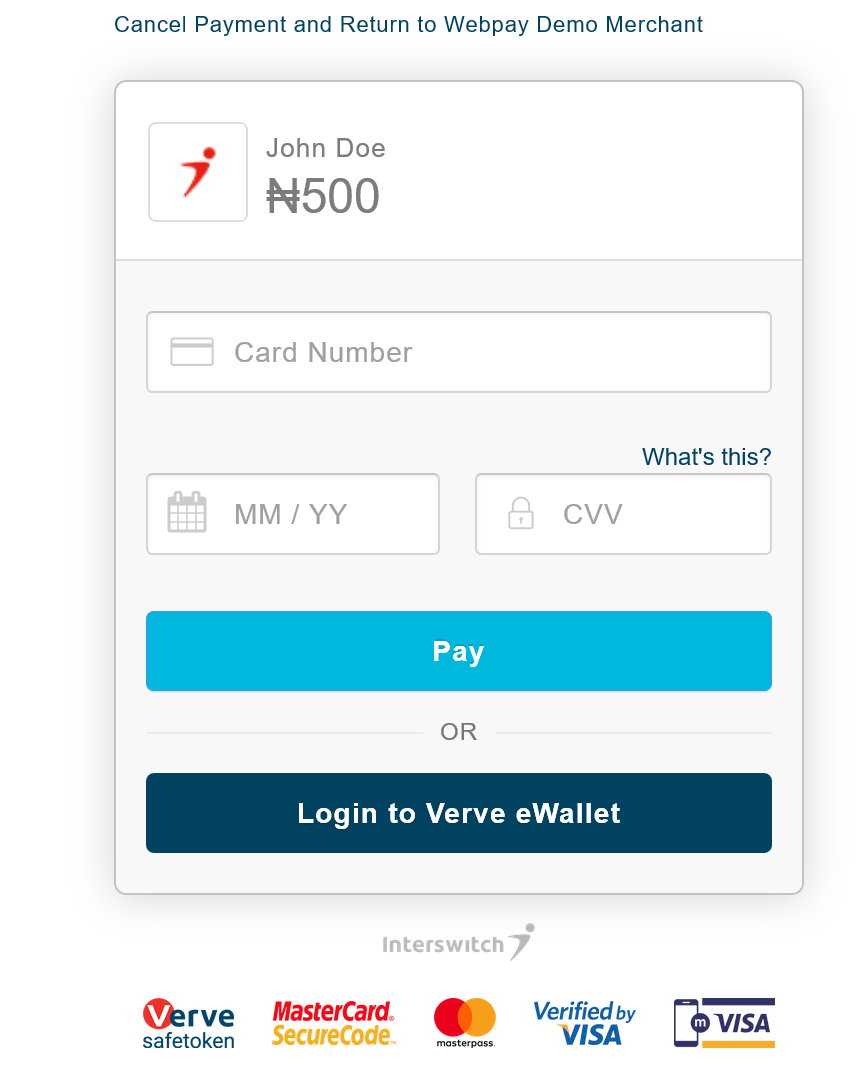 Cancel Payment and Return to Webpay Demo Merchant
John Doe
₦500
Card Number
What's this?
MM / YY
CVV
Pay
OR
Login to Verve eWallet
Interswitch
Verve
safetoken
MasterCard®
SecureCode™
masterpass
Verified by
VISA
m VISA